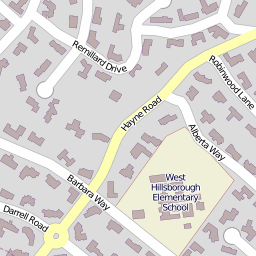 Remillard Drive
Robinwood Lane
Hayne Road
Alberta Way
West
Hillsborough
Elementary
School
Barbara Way
Darrell Road